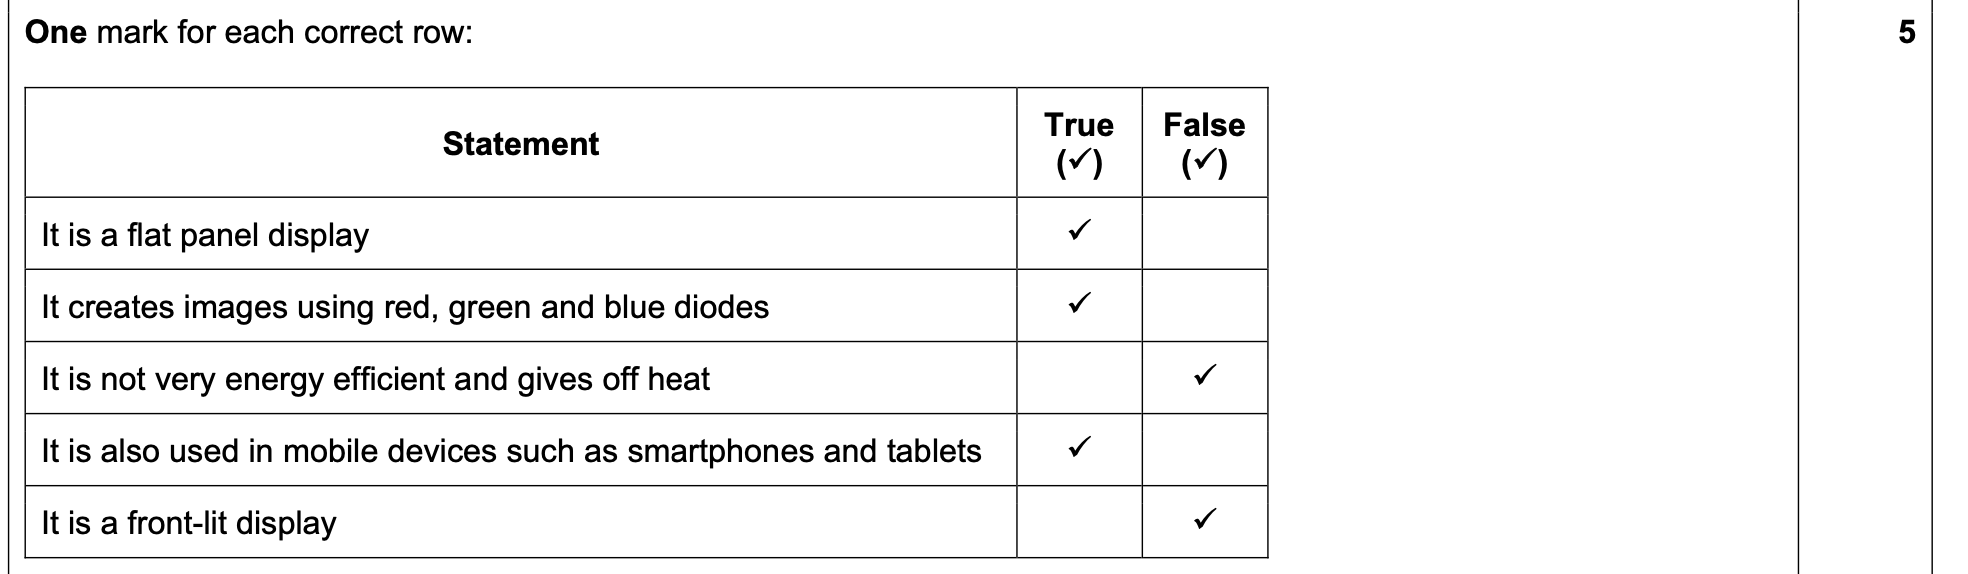 One mark for each correct row:
5
Statement
True
(✓)
False
(✓)
It is a flat panel display ✓
It creates images using red, green and blue diodes ✓
It is not very energy efficient and gives off heat ✓
It is also used in mobile devices such as smartphones and tablets ✓
It is a front-lit display ✓